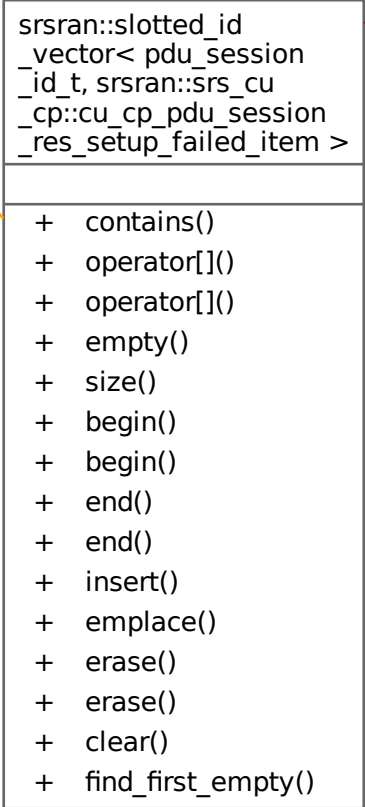 srsran::slotted_id
_vector< pdu_session
_id_t, srsran::srs_cu
_cp::cu_cp_pdu_session
_res_setup_failed_item >
+ contains()
+ operator[]()
+ operator[]()
+ empty()
+ size()
+ begin()
+ begin()
+ end()
+ end()
+ insert()
+ emplace()
+ erase()
+ erase()
+ clear()
+ find_first_empty()